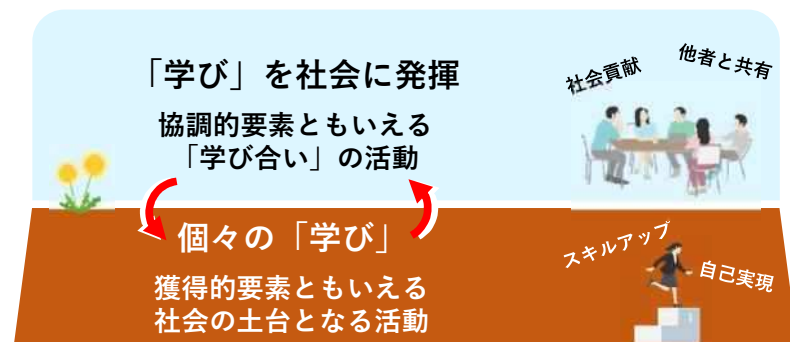 「学び」を社会に発揮
協調的要素ともいえる
「学び合い」の活動
社会貢献
他者と共有
個々の「学び」
獲得的要素ともいえる
社会の土台となる活動
スキルアップ
自己実現